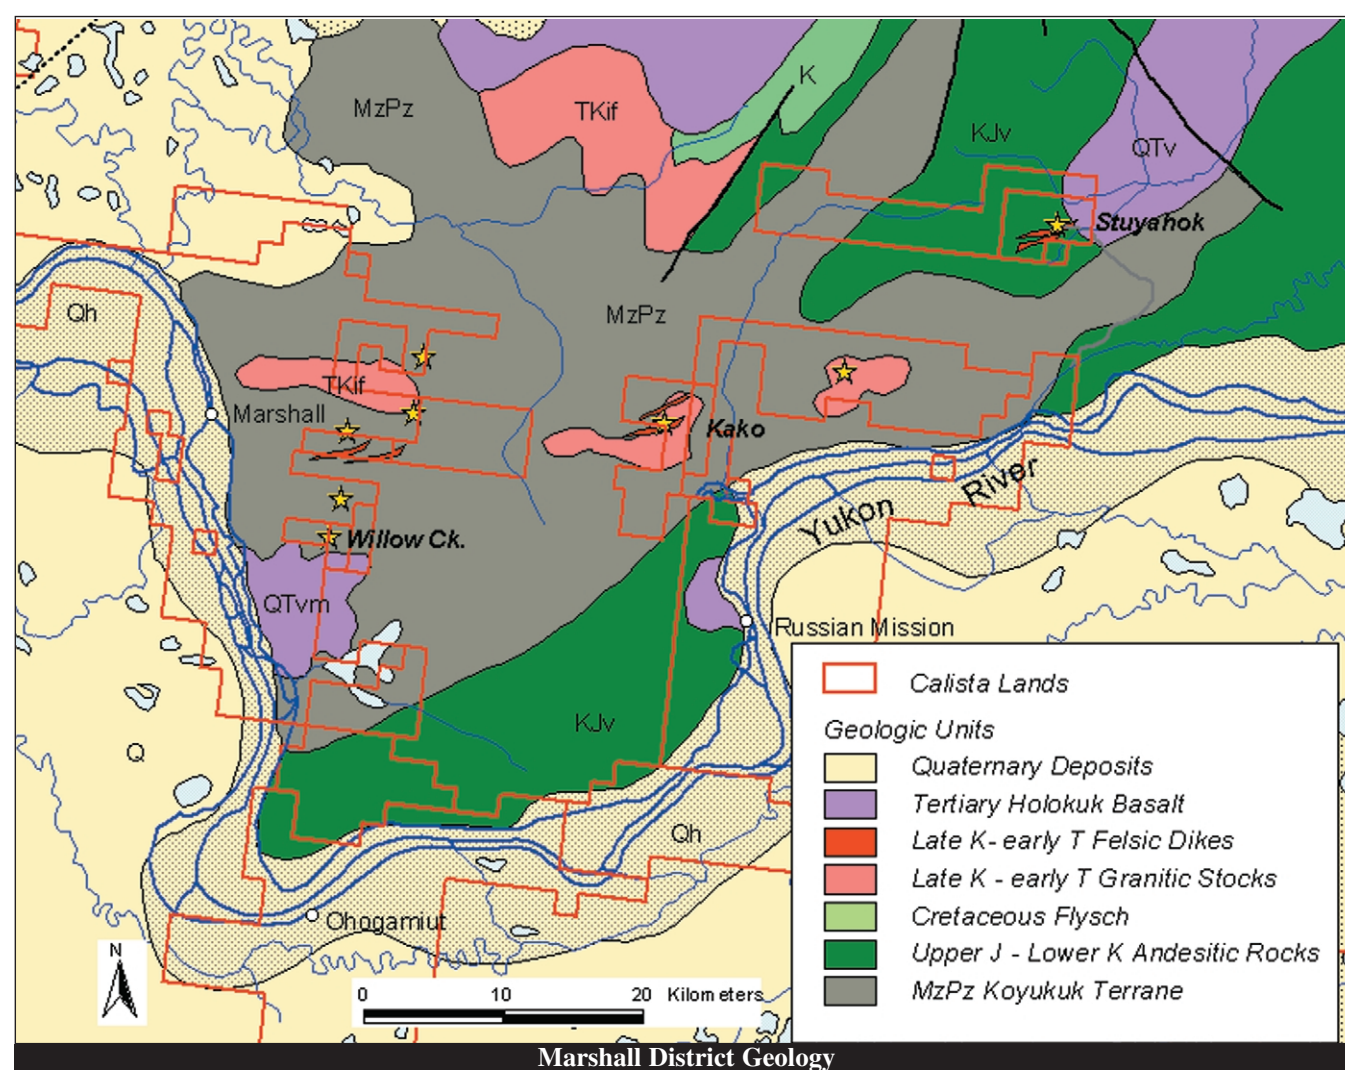 K
MzPz
TKif
KJv
QTv
Stuyahok
Qh
MzPz
TKif
Marshall
Kako
River
Yukon
Willow Ck.
QTvm
Russian Mission
KJv
Q
Qh
Ohogamiut
N
0 10 20 Kilometers
Calista Lands
Geologic Units
Quaternary Deposits
Tertiary Holokuk Basalt
Late K- early T Felsic Dikes
Late K - early T Granitic Stocks
Cretaceous Flysch
Upper J - Lower K Andesitic Rocks
MzPz Koyukuk Terrane
Marshall District Geology